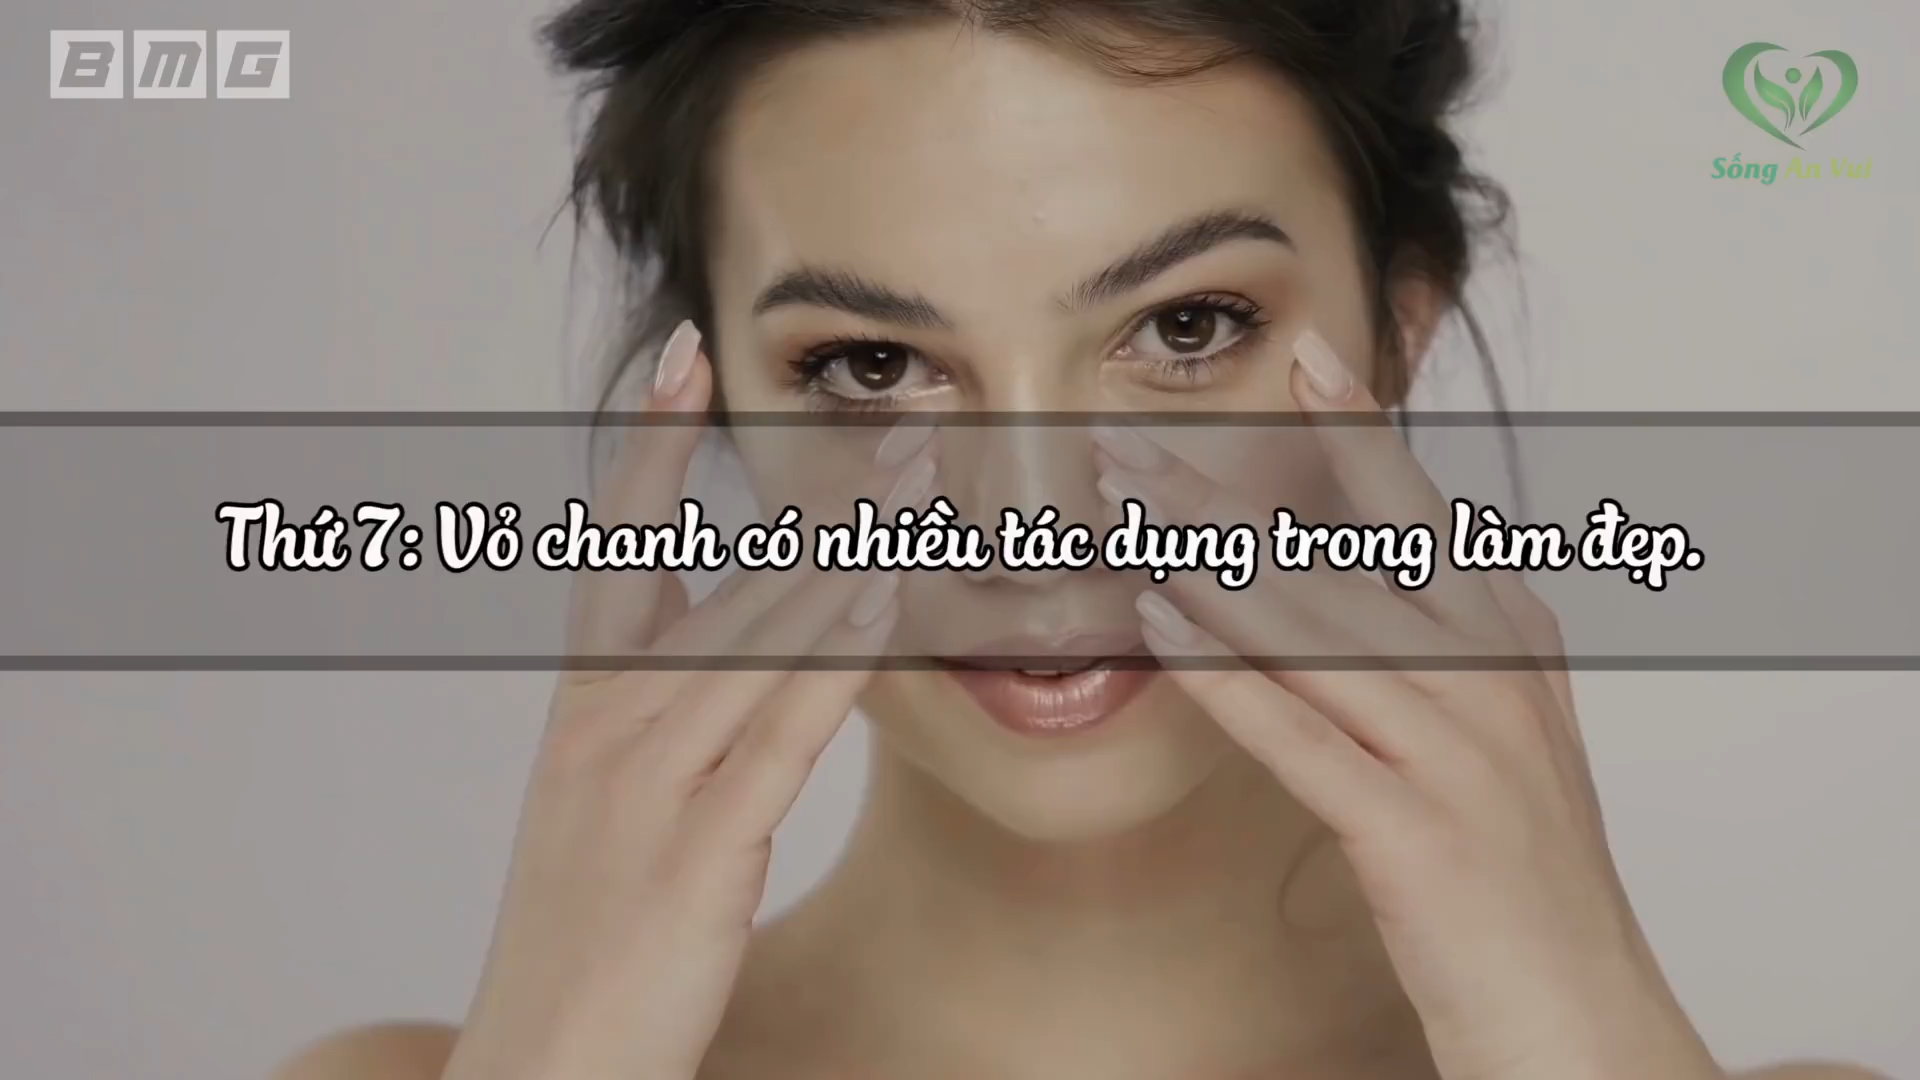 BMG
Sống An Vui
Thứ 7: Vỏ chanh có nhiều tác dụng trong làm đẹp.